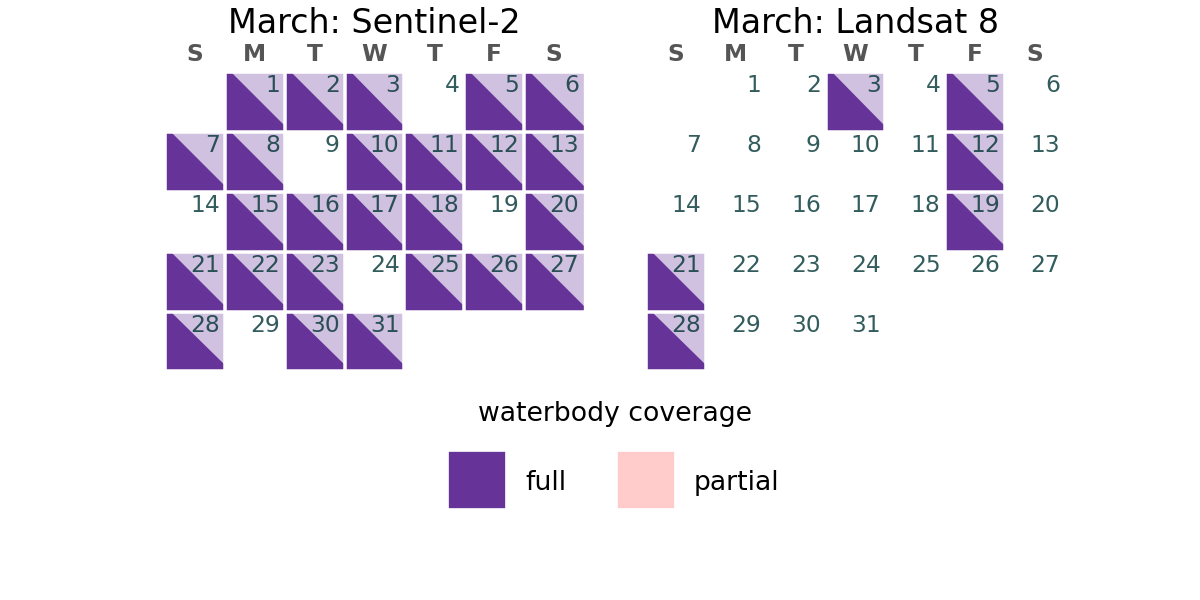 March: Sentinel-2
S M T W T F S
1 2 3 4 5 6
7 8 9 10 11 12 13
14 15 16 17 18 19 20
21 22 23 24 25 26 27
28 29 30 31
March: Landsat 8
S M T W T F S
1 2 3 4 5 6
7 8 9 10 11 12 13
14 15 16 17 18 19 20
21 22 23 24 25 26 27
28 29 30 31
waterbody coverage
full partial